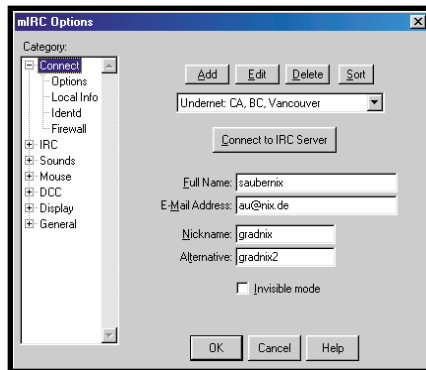 mIRC Options
Category:
Connect
Options
Local Info
Identd
Firewall
IRC
Sounds
Mouse
DCC
Display
General
Add Edit Delete Sort
Undernet: CA, BC, Vancouver
Connect to IRC Server
Full Name: saubernix
E-Mail Address: au@nix.de
Nickname: gradnix
Alternative: gradnix2
Invisible mode
OK Cancel Help